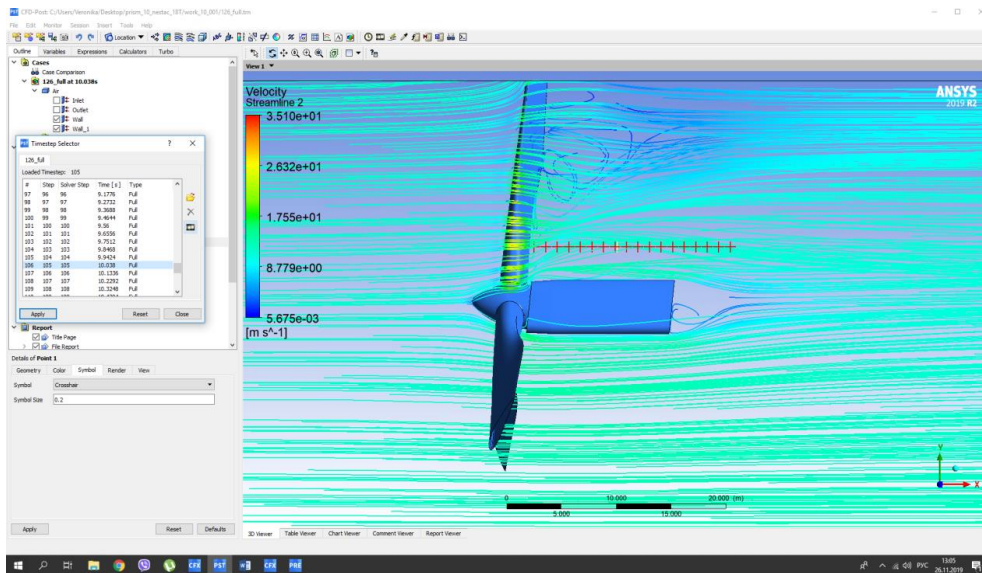 CFD-Post: C:/Users/Veronika/Desktop/prism_10_nestac_18T/work_10_001/126_full.trn
File Edit Monitor Session Insert Tools Help
Location
Outline Variables Expressions Calculators Turbo
Cases
Case Comparison
126_full at 10.038s
Air
Inlet
Outlet
Wall
Wall_1
Timestep Selector ? ×
126_full
Loaded Timestep: 105
# Step Solver Step Time [ s ] Type
97 96 96 9.1776 Full
98 97 97 9.2732 Full
99 98 98 9.3688 Full
100 99 99 9.4644 Full
101 100 100 9.56 Full
102 101 101 9.6556 Full
103 102 102 9.7512 Full
104 103 103 9.8468 Full
105 104 104 9.9424 Full
106 105 105 10.038 Full
107 106 106 10.1336 Full
108 107 107 10.2292 Full
109 108 108 10.3248 Full
Apply Reset Close
Report
Title Page
File Report
Details of Point 1
Geometry Color Symbol Render View
Symbol Crosshair
Symbol Size 0.2
Apply Reset Defaults
View 1
Velocity
Streamline 2
3.510e+01
2.632e+01
1.755e+01
8.779e+00
5.675e-03
[m s^-1]
ANSYS
2019 R2
Y
X
0 10.000 20.000 (m)
5.000 15.000
3D Viewer Table Viewer Chart Viewer Comment Viewer Report Viewer
CFX PST CFX PRE
РУС
13:05
26.11.2019